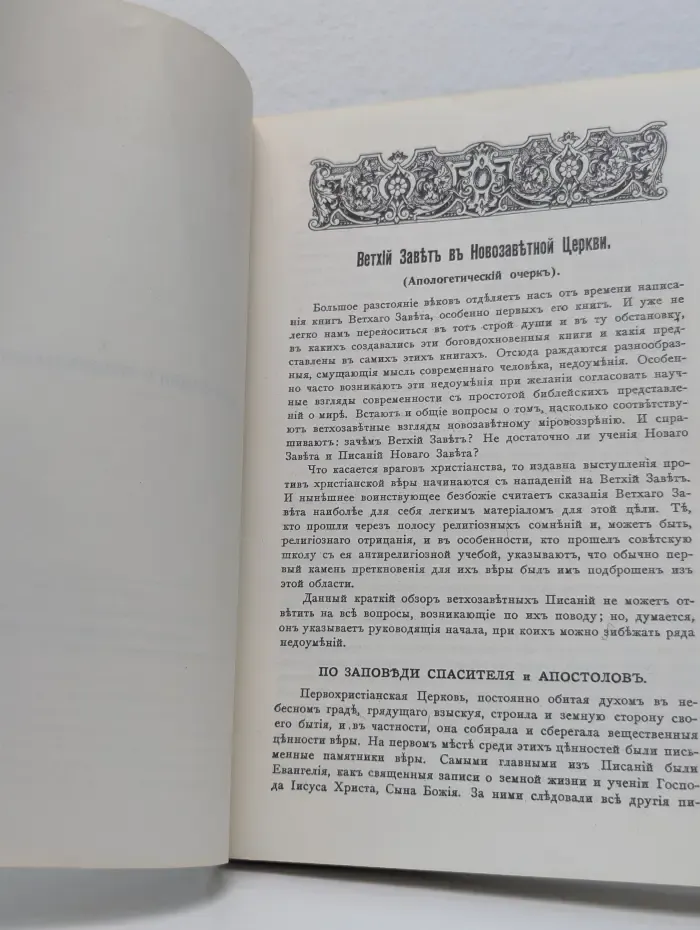 Ветхій Завѣтъ въ Новозавѣтной Церкви.
(Апологетическій очеркъ).
Большое разстояніе вѣковъ отдѣляетъ насъ отъ времени написа-
нія книгъ Ветхаго Завѣта, особенно первыхъ его книгъ. И уже не
легко намъ переноситься въ тотъ строй души и въ ту обстановку,
въ какихъ создавались эти боговдохновенныя книги и какія пред-
ставлены въ самихъ этихъ книгахъ. Отсюда раждаются разнообраз-
ныя, смущающія мысль современнаго человѣка, недоумѣнія. Особен-
но часто возникаютъ эти недоумѣнія при желаніи согласовать науч-
ные взгляды современности съ простотой библейскихъ представле-
ній о мірѣ. Встаютъ и общіе вопросы о томъ, насколько соотвѣтству-
ютъ ветхозавѣтные взгляды новозавѣтному міровоззрѣнію. И спра-
шиваютъ: зачѣмъ Ветхій Завѣтъ? Не достаточно ли ученія Новаго
Завѣта и Писаній Новаго Завѣта?
Что касается враговъ христіанства, то издавна выступленія про-
тивъ христіанской вѣры начинаются съ нападеній на Ветхій Завѣтъ.
И нынѣшнее воинствующее безбожіе считаетъ сказанія Ветхаго За-
вѣта наиболѣе для себя легкимъ матеріаломъ для этой цѣли. Тѣ,
кто прошли черезъ полосу религіозныхъ сомнѣній и, можетъ быть,
религіознаго отрицанія, и въ особенности, кто прошелъ совѣтскую
школу съ ея антирелигіозной учебой, указываютъ, что обычно пер-
вый камень преткновенія для ихъ вѣры былъ имъ подброшенъ изъ
этой области.
Данный краткій обзоръ ветхозавѣтныхъ Писаній не можетъ от-
вѣтить на всѣ вопросы, возникающіе по ихъ поводу; но, думается,
онъ указываетъ руководящія начала, при коихъ можно избѣжать ряда
недоумѣній.
ПО ЗАПОВѢДИ СПАСИТЕЛЯ и АПОСТОЛОВЪ.
Первохристіанская Церковь, постоянно обитая духомъ въ не-
бесномъ градѣ, грядущаго взыскуя, строила и земную сторону сво-
его бытія, и въ частности, она собирала и сберегала вещественныя
цѣнности вѣры. На первомъ мѣстѣ среди этихъ цѣнностей были пись-
менные памятники вѣры. Самыми главными изъ Писаній были
Евангелія, какъ священныя записи о земной жизни и ученіи Госпо-
да Іисуса Христа, Сына Божія. За ними слѣдовали всѣ другія пи-